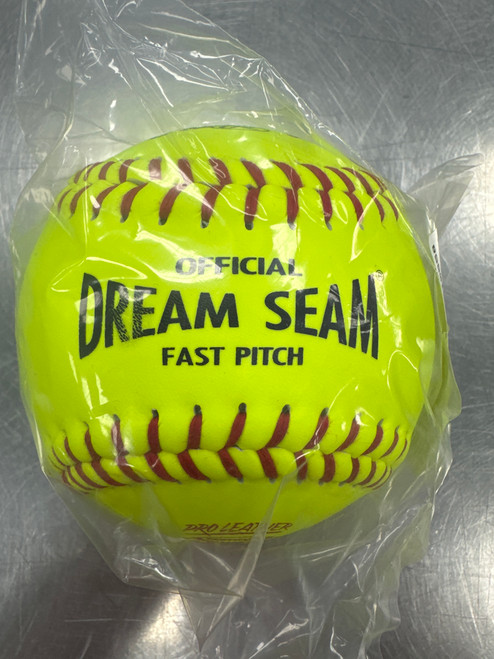 OFFICIAL
DREAM SEAM
FAST PITCH
PRO LEATHER